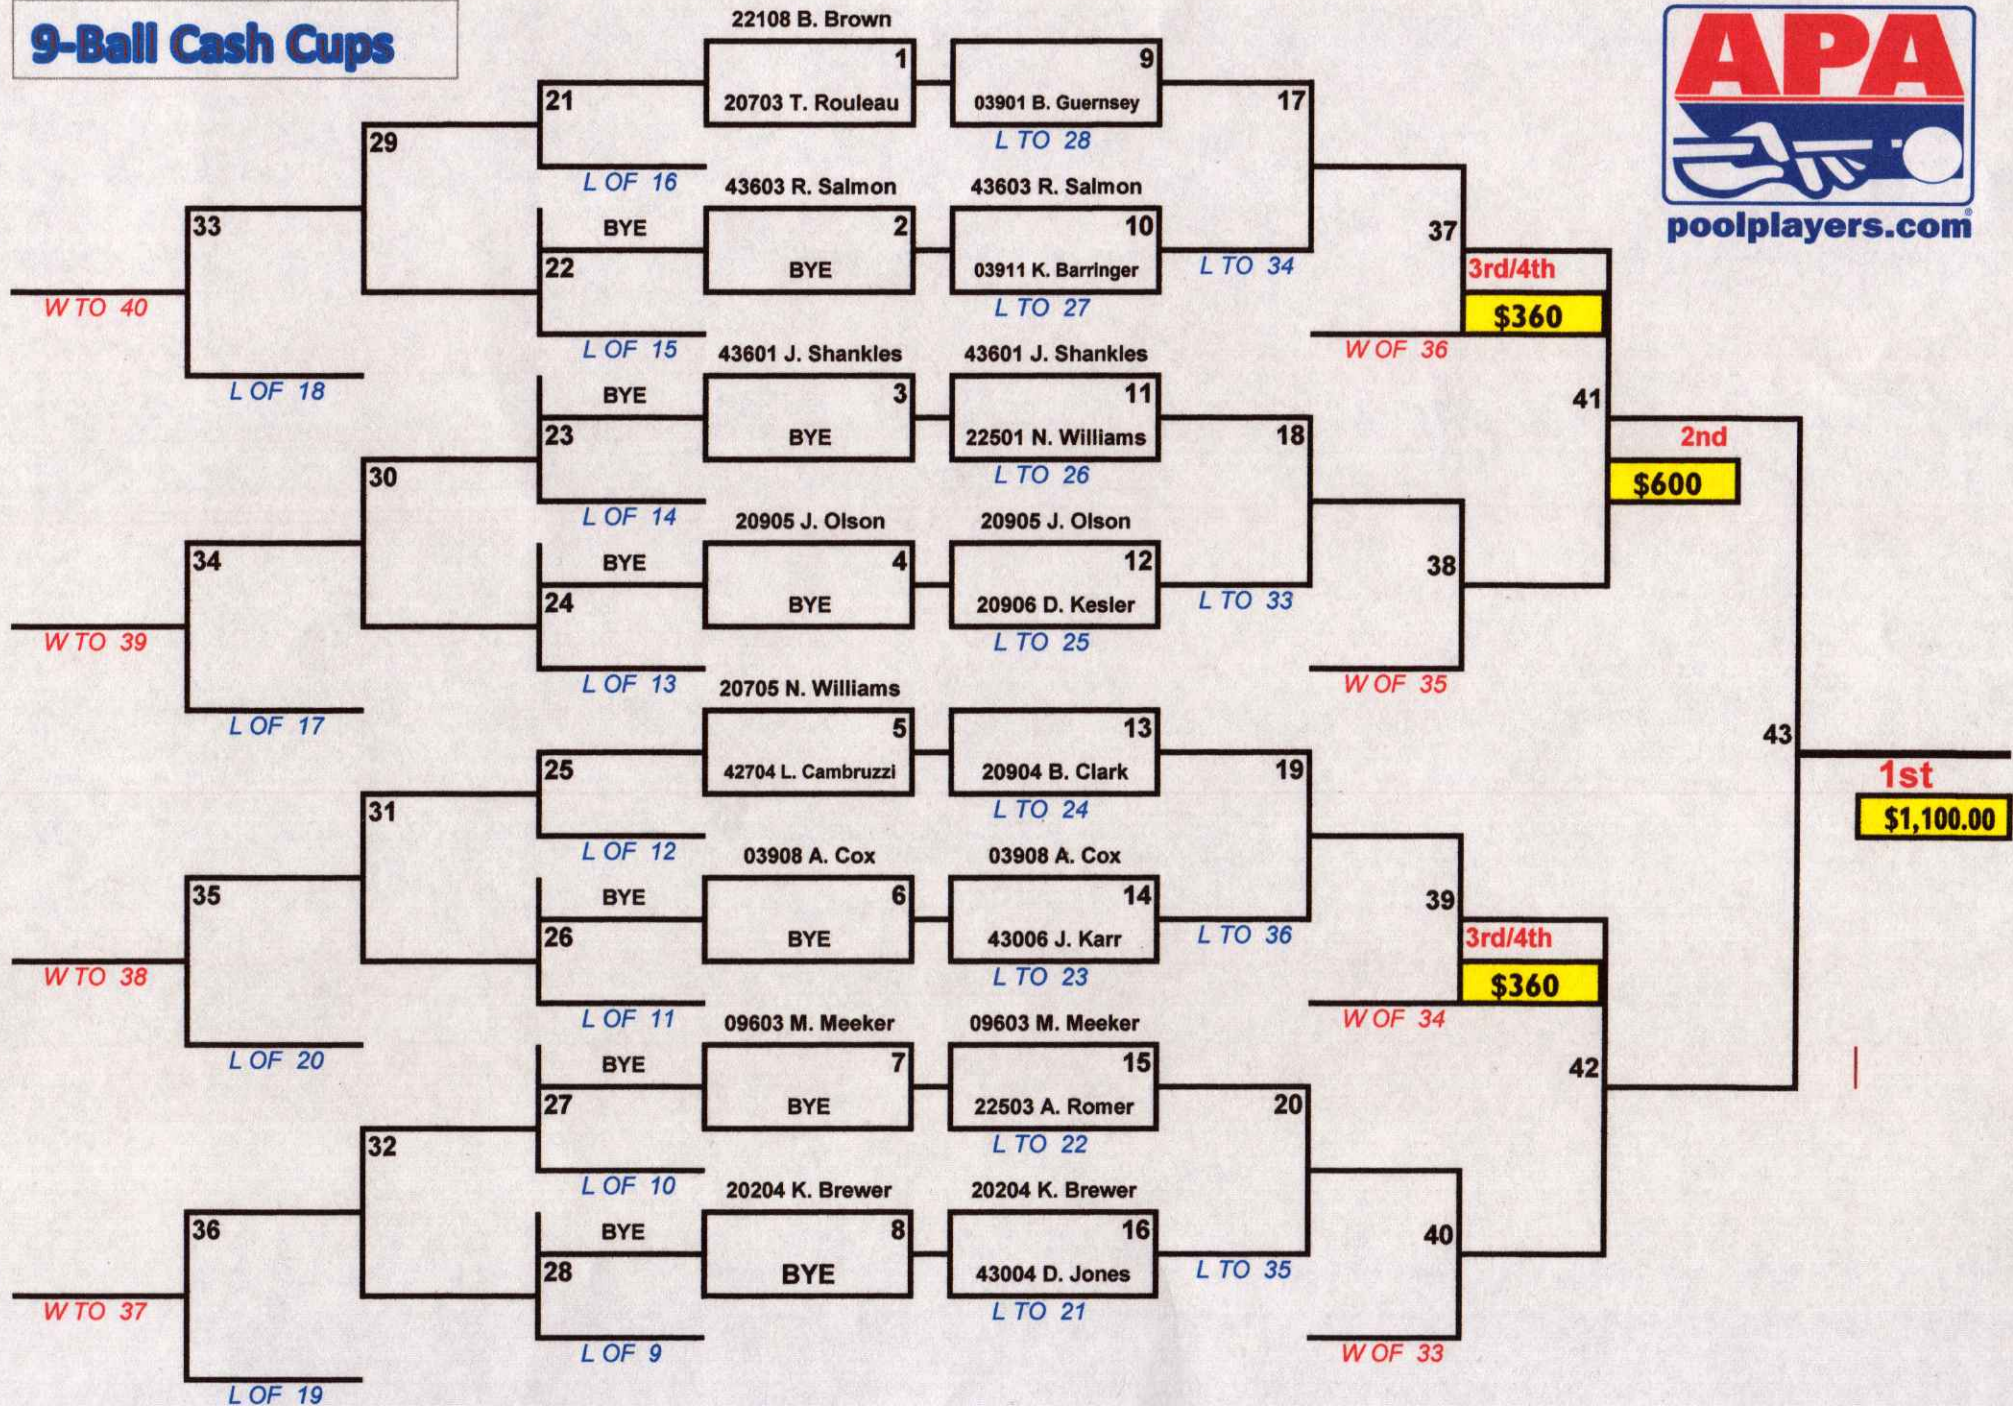 9-Ball Cash Cups
APA
poolplayers.com
22108 B. Brown
1
20703 T. Rouleau
9
03901 B. Guernsey
L TO 28
21
L OF 16
17
29
43603 R. Salmon
2
BYE
43603 R. Salmon
10
03911 K. Barringer
L TO 27
BYE
22
L OF 15
L TO 34
33
W TO 40
L OF 18
37
3rd/4th
$360
W OF 36
43601 J. Shankles
3
BYE
43601 J. Shankles
11
22501 N. Williams
L TO 26
BYE
23
L OF 14
18
41
2nd
$600
30
20905 J. Olson
4
BYE
20905 J. Olson
12
20906 D. Kesler
L TO 25
BYE
24
L OF 13
L TO 33
34
W TO 39
L OF 17
38
W OF 35
20705 N. Williams
5
42704 L. Cambruzzi
13
20904 B. Clark
L TO 24
25
L OF 12
19
43
1st
$1,100.00
31
03908 A. Cox
6
BYE
03908 A. Cox
14
43006 J. Karr
L TO 23
BYE
26
L OF 11
L TO 36
35
W TO 38
L OF 20
39
3rd/4th
$360
W OF 34
09603 M. Meeker
7
BYE
09603 M. Meeker
15
22503 A. Romer
L TO 22
BYE
27
L OF 10
20
42
32
20204 K. Brewer
8
BYE
20204 K. Brewer
16
43004 D. Jones
L TO 21
BYE
28
L OF 9
L TO 35
36
W TO 37
L OF 19
40
W OF 33